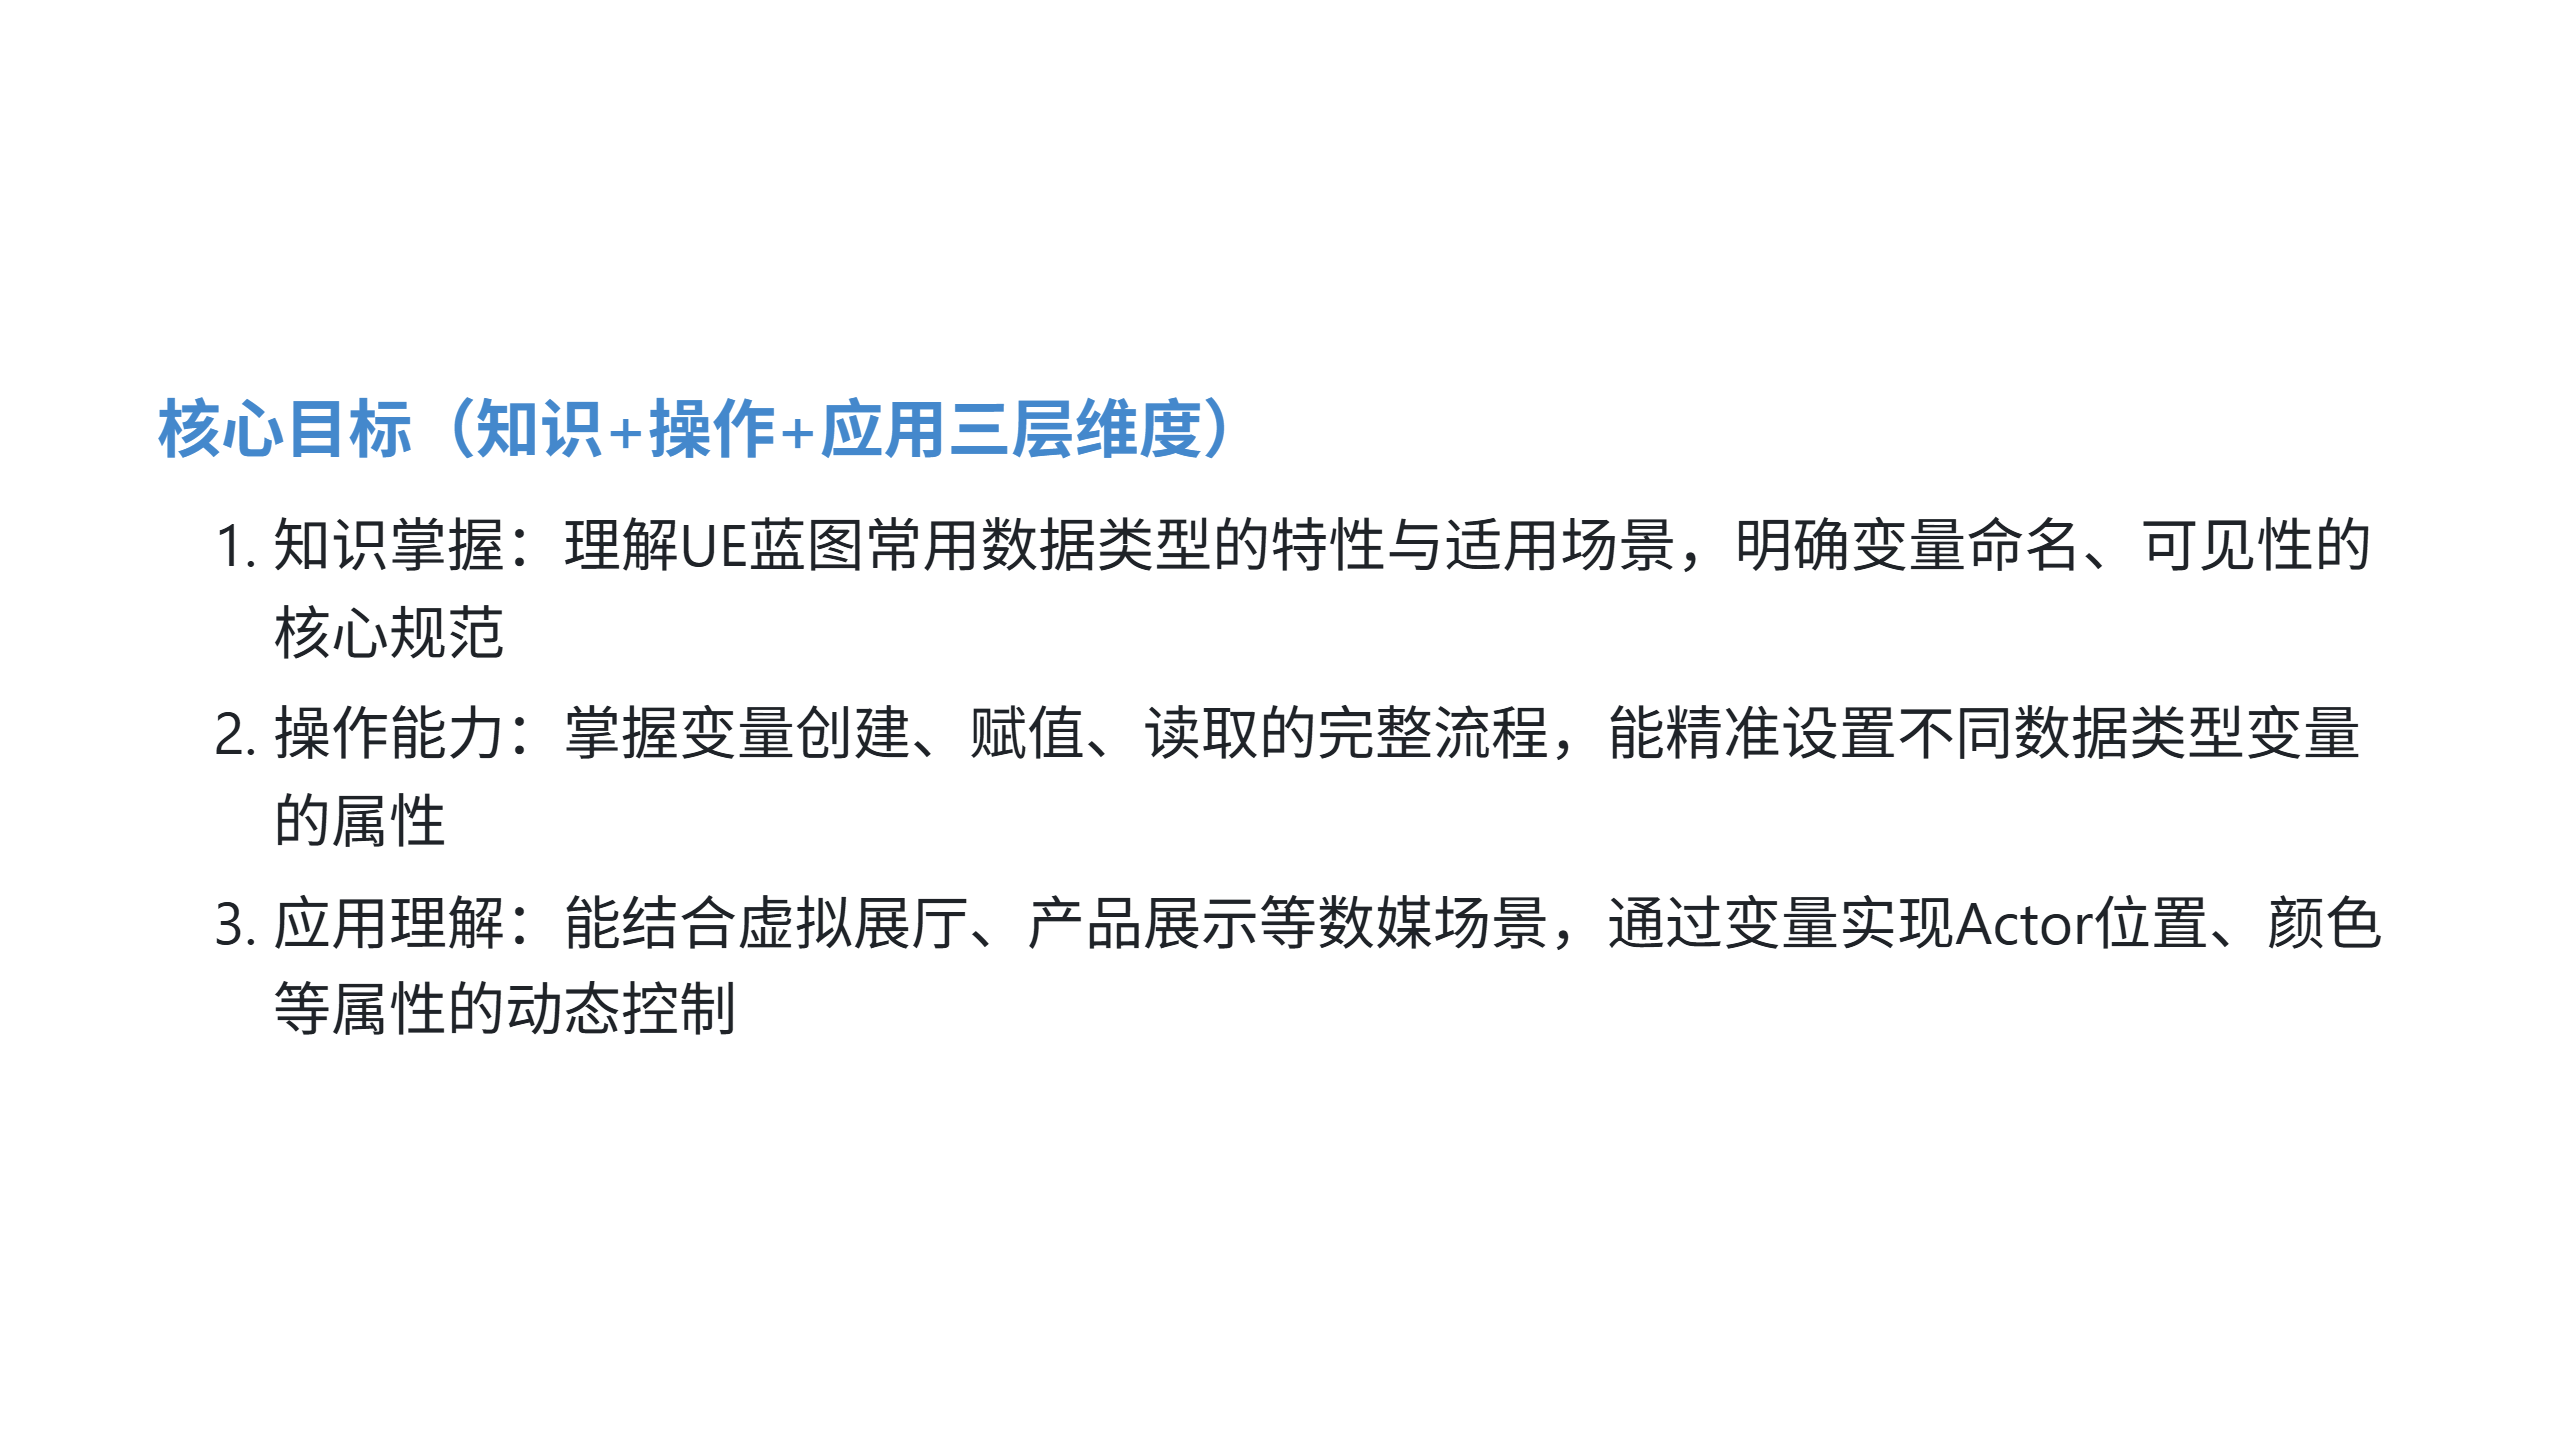 核心目标（知识+操作+应用三层维度）
1. 知识掌握：理解UE蓝图常用数据类型的特性与适用场景，明确变量命名、可见性的
核心规范
2. 操作能力：掌握变量创建、赋值、读取的完整流程，能精准设置不同数据类型变量
的属性
3. 应用理解：能结合虚拟展厅、产品展示等数媒场景，通过变量实现Actor位置、颜色
等属性的动态控制